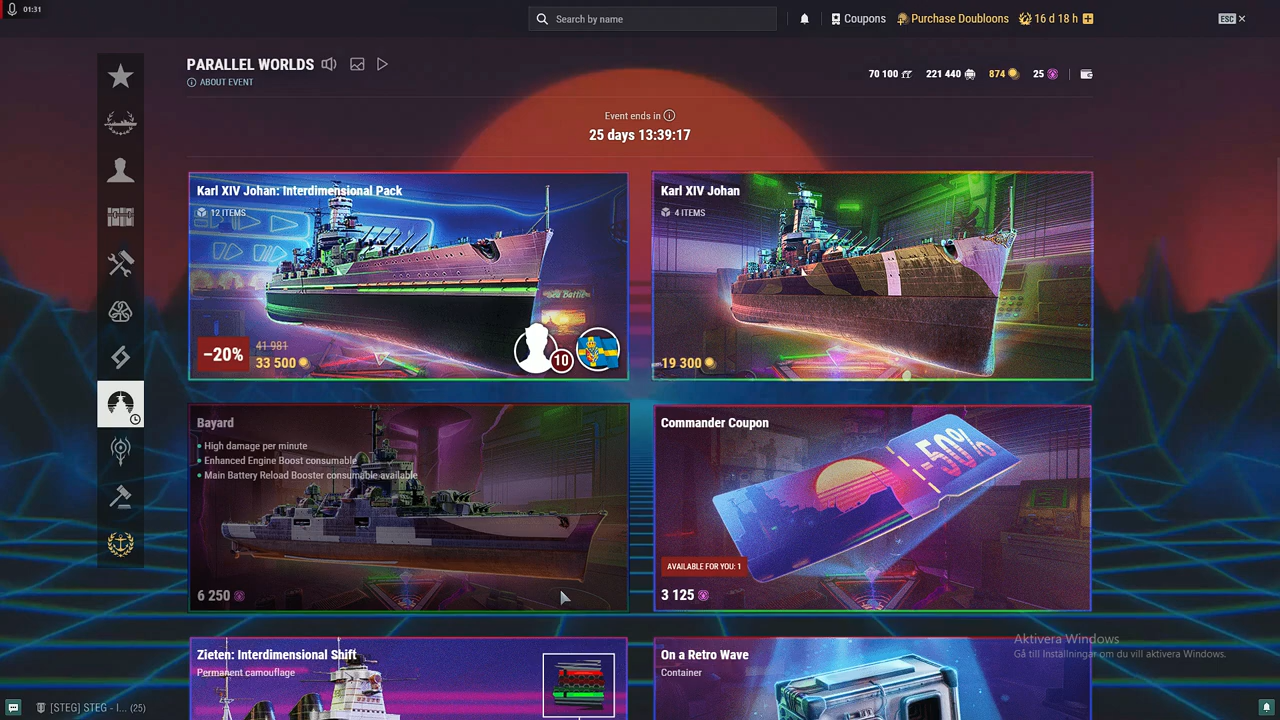 01:31
Search by name
Coupons
Purchase Doubloons
16 d 18 h
ESC
PARALLEL WORLDS
ABOUT EVENT
70 100
221 440
874
25
Event ends in
25 days 13:39:17
Karl XIV Johan: Interdimensional Pack
12 ITEMS
Sea Battle
−20%
41 981
33 500
10
Karl XIV Johan
4 ITEMS
19 300
Bayard
High damage per minute
Enhanced Engine Boost consumable
Main Battery Reload Booster consumable available
6 250
Commander Coupon
-50%
AVAILABLE FOR YOU: 1
3 125
Zieten: Interdimensional Shift
Permanent camouflage
On a Retro Wave
Container
Aktivera Windows
Gå till Inställningar om du vill aktivera Windows.
[STEG] STEG - I... (25)